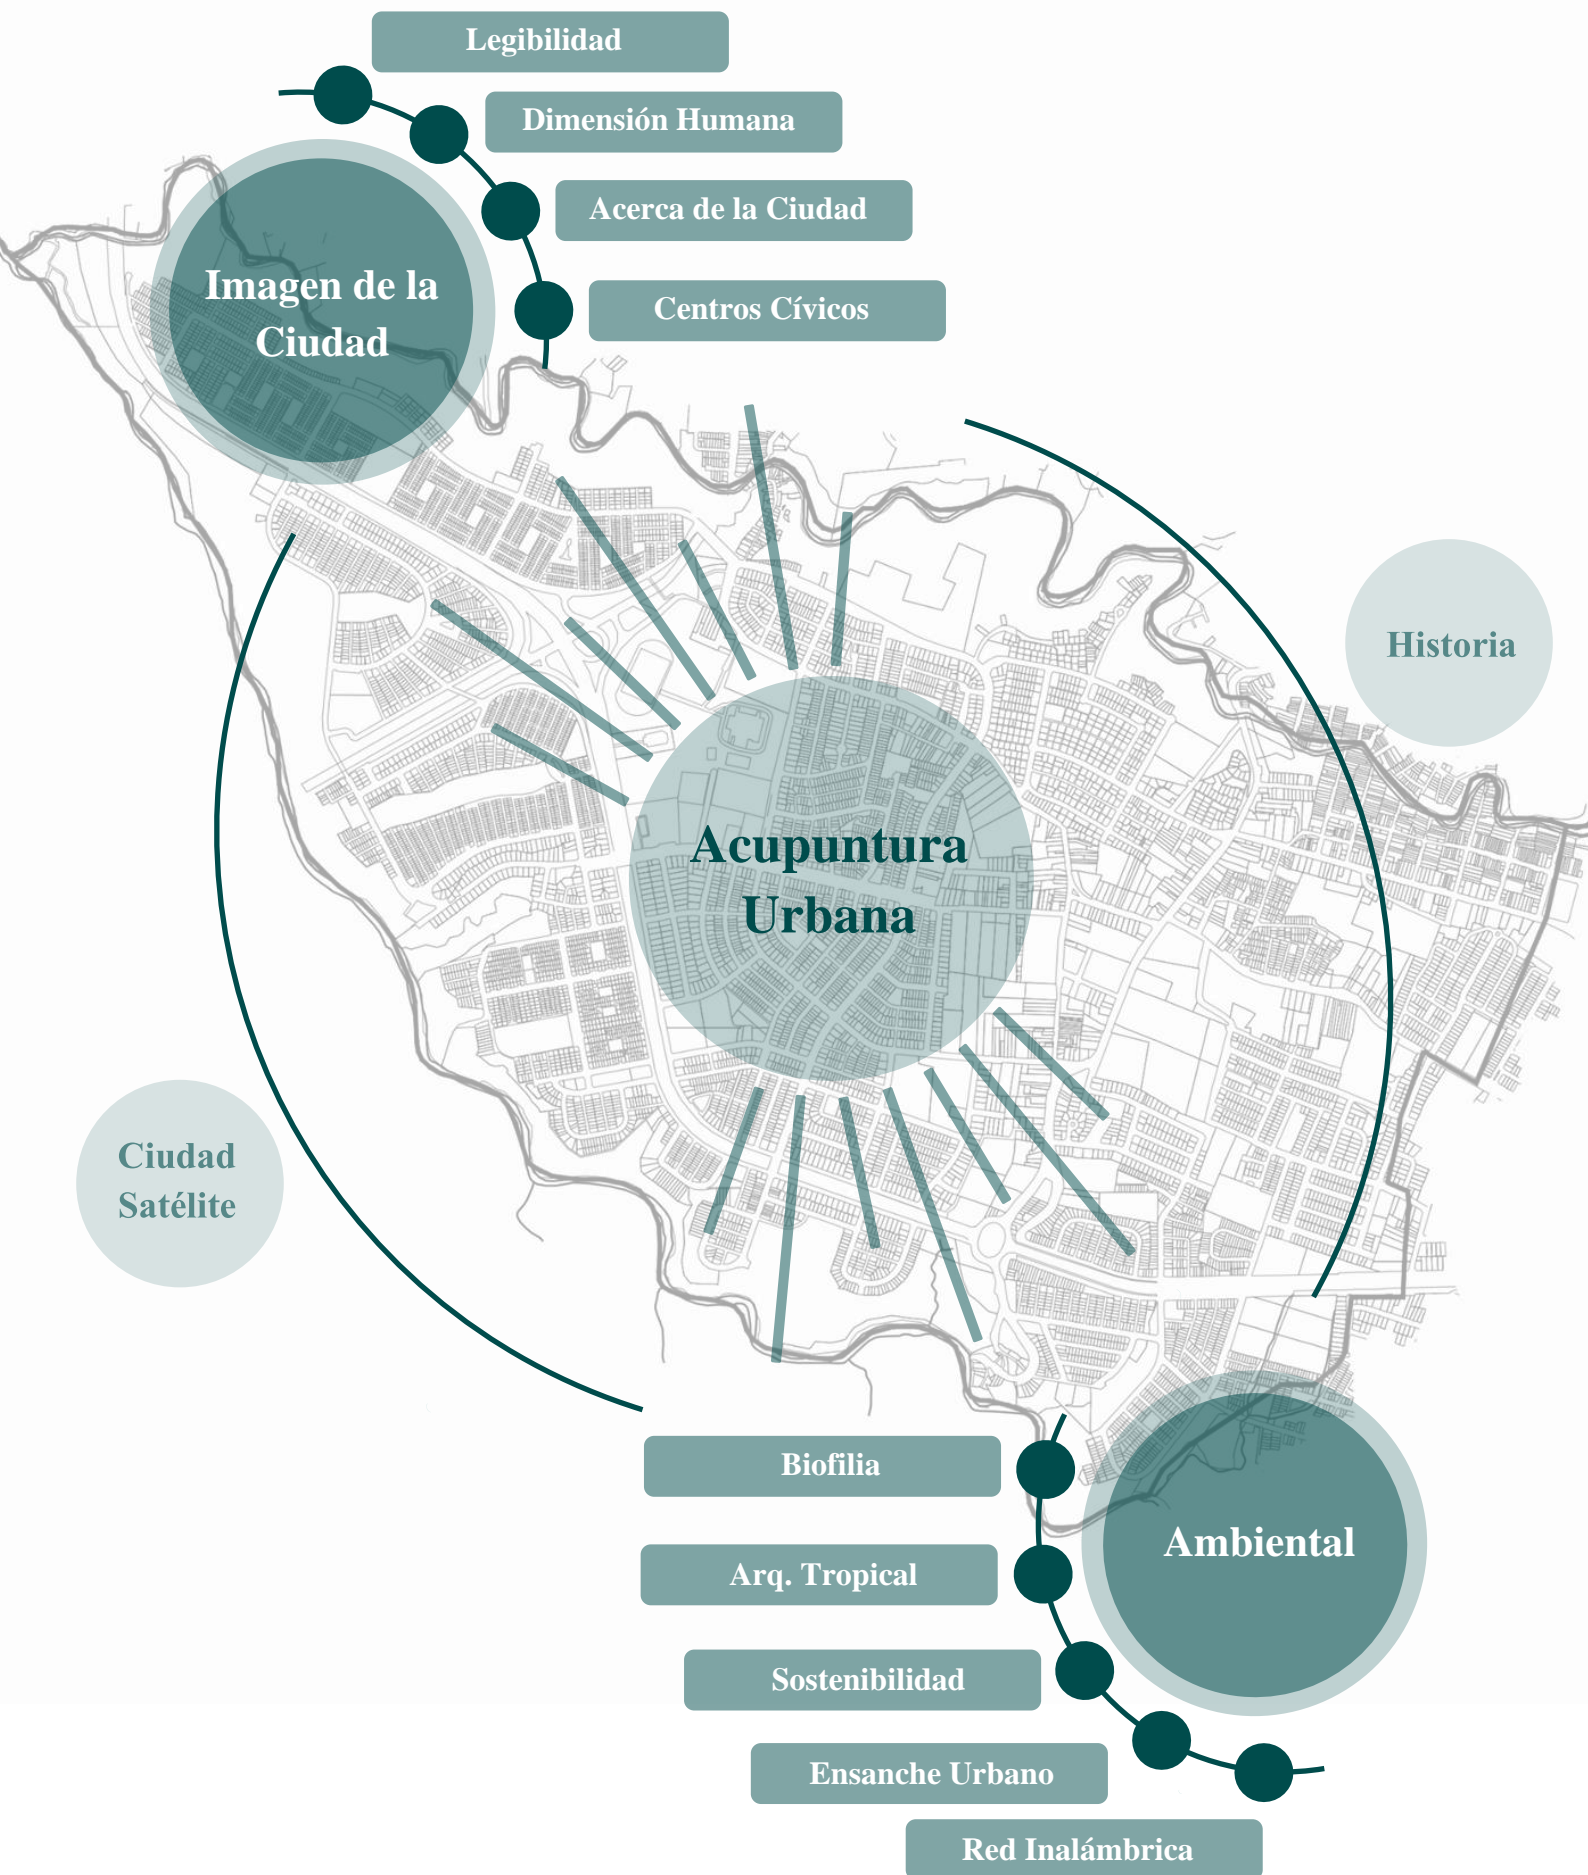 Legibilidad
Dimensión Humana
Acerca de la Ciudad
Imagen de la
Ciudad
Centros Cívicos
Historia
Acupuntura
Urbana
Ciudad
Satélite
Biofilia
Ambiental
Arq. Tropical
Sostenibilidad
Ensanche Urbano
Red Inalámbrica